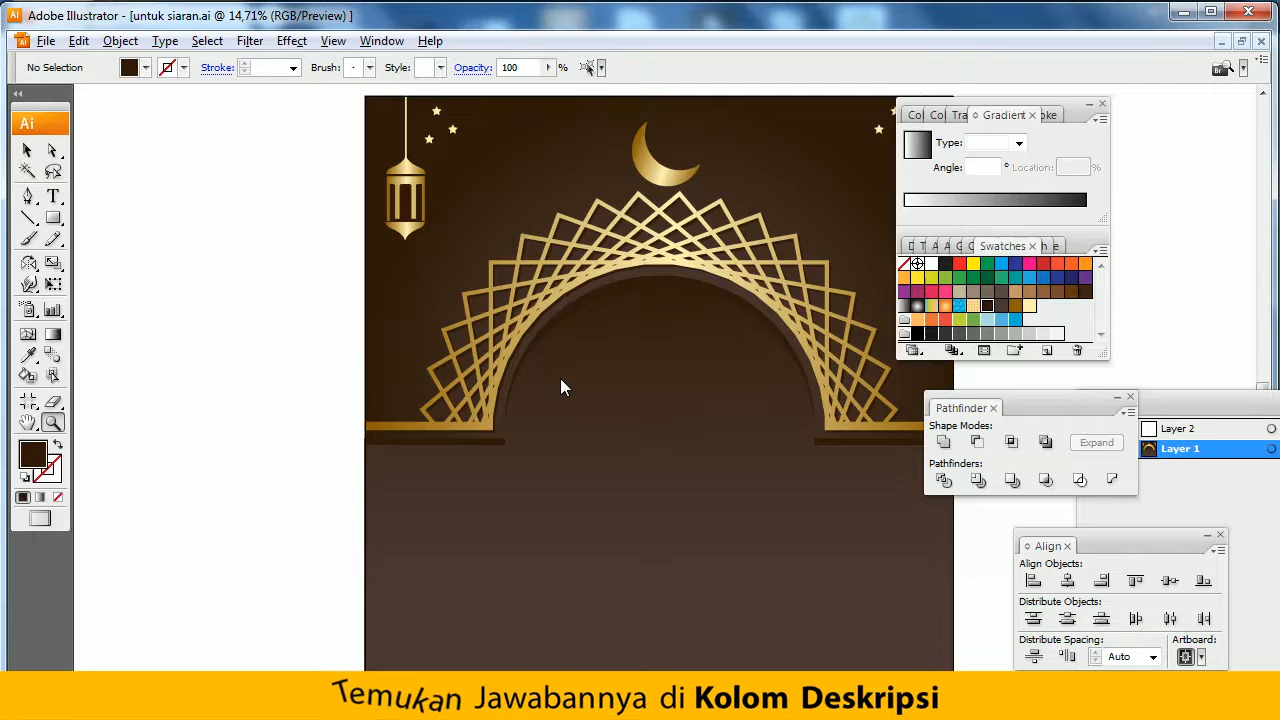 Adobe Illustrator - [untuk siaran.ai @ 14,71% (RGB/Preview) ]
File Edit Object Type Select Filter Effect View Window Help
No Selection Stroke: Brush: Style: Opacity: 100 %
Ai
Gradient
Type:
Angle: ° Location: %
Swatches
Pathfinder
Shape Modes:
Expand
Pathfinders:
Layer 2
Layer 1
Align
Align Objects:
Distribute Objects:
Distribute Spacing: Artboard:
Auto
Temukan Jawabannya di Kolom Deskripsi